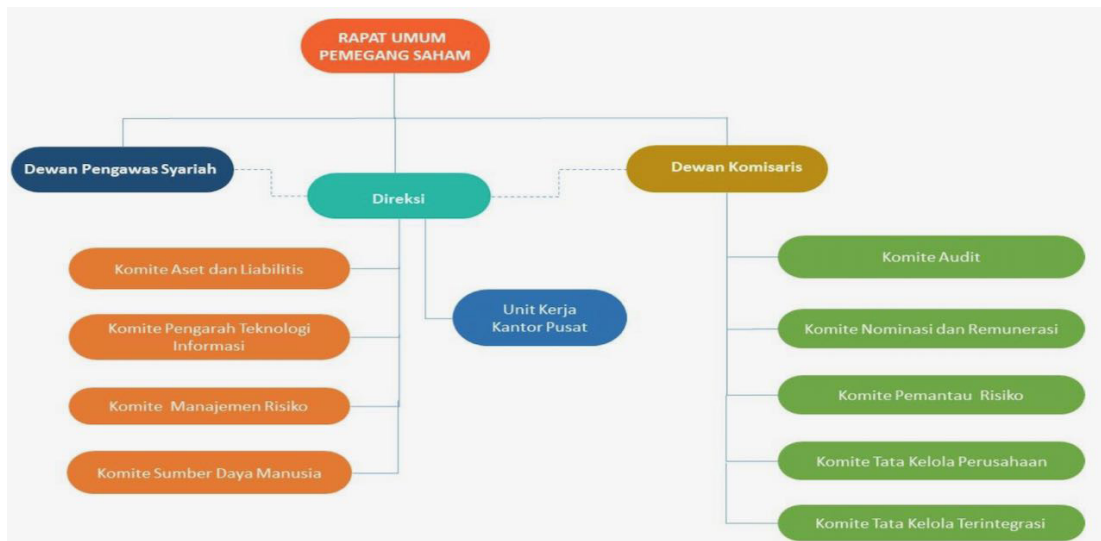 RAPAT UMUM
PEMEGANG SAHAM
Dewan Pengawas Syariah
Direksi
Dewan Komisaris
Komite Aset dan Liabilitis
Komite Pengarah Teknologi
Informasi
Komite Manajemen Risiko
Komite Sumber Daya Manusia
Unit Kerja
Kantor Pusat
Komite Audit
Komite Nominasi dan Remunerasi
Komite Pemantau Risiko
Komite Tata Kelola Perusahaan
Komite Tata Kelola Terintegrasi